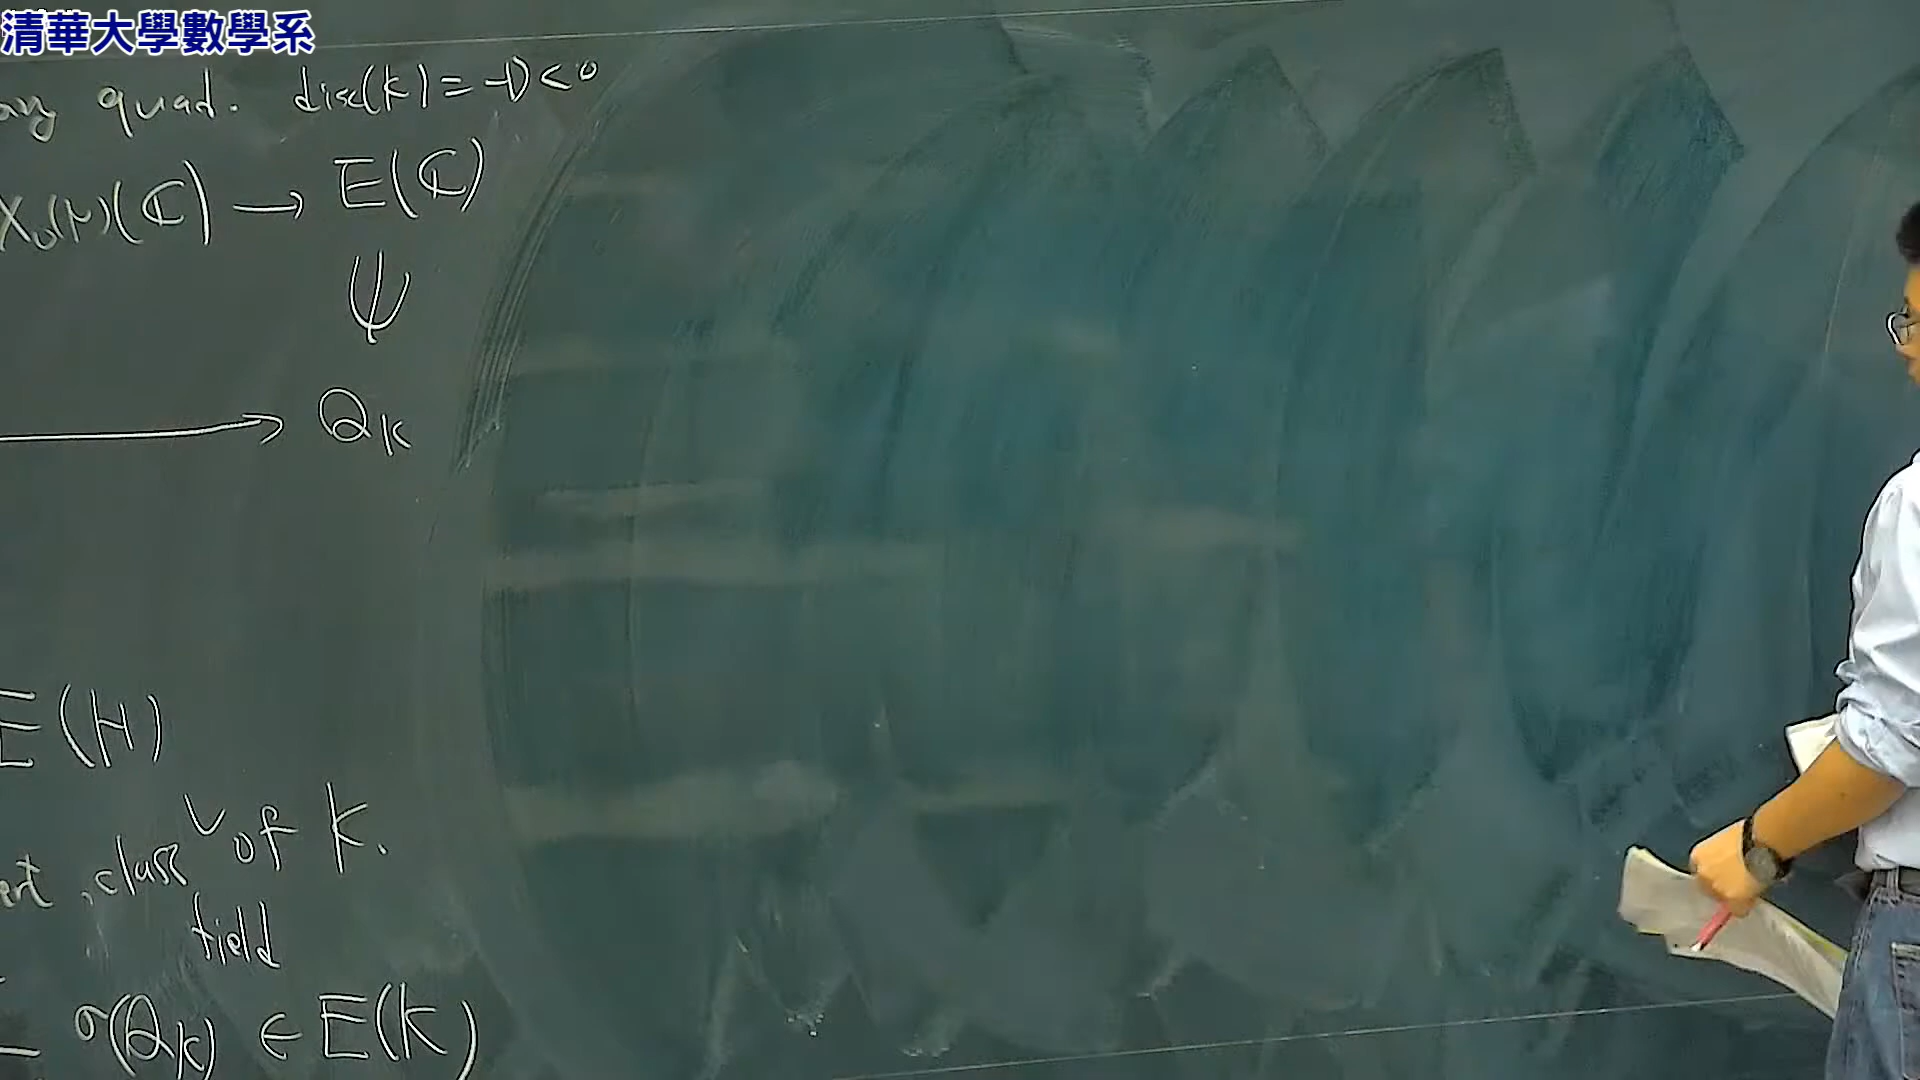 清華大學數學系
quad. disc(K) = -D < 0
X₀(N)(ℂ) → E(ℂ)
ψ
→ Q_K
E(H)
class of K.
field
σ(Q_K) ∈ E(K)